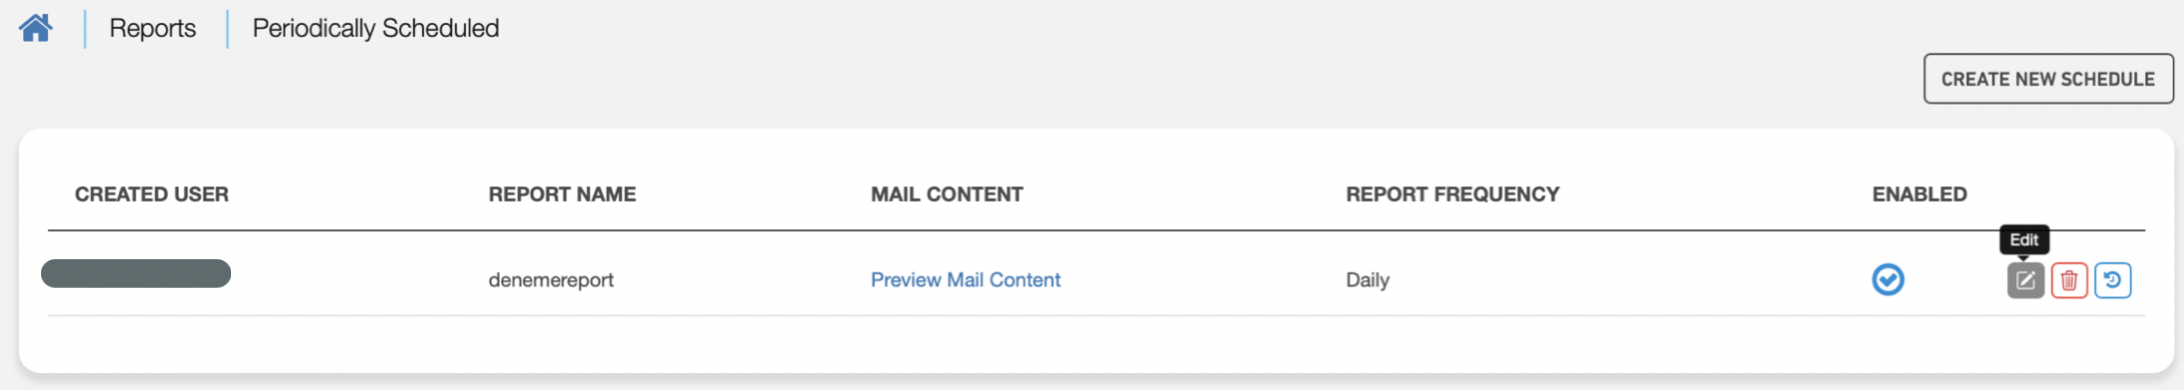 Reports Periodically Scheduled
CREATE NEW SCHEDULE
CREATED USER REPORT NAME MAIL CONTENT REPORT FREQUENCY ENABLED
Edit
denemereport Preview Mail Content Daily